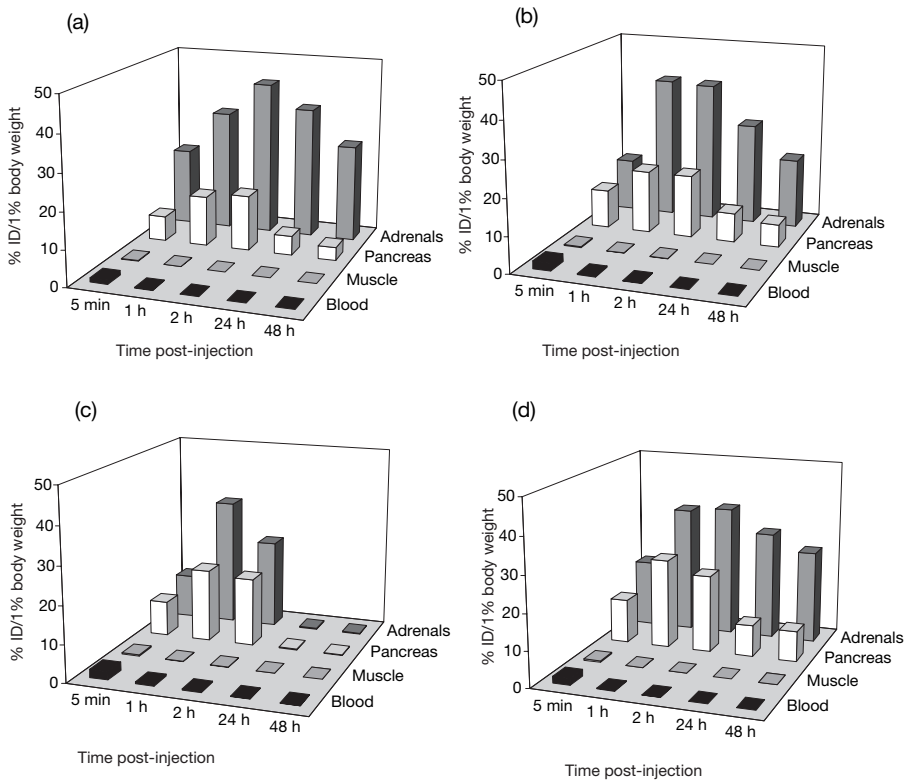 (a)
50
40
30
20
10
0
% ID/1% body weight
5 min 1 h 2 h 24 h 48 h
Adrenals
Pancreas
Muscle
Blood
Time post-injection
(b)
50
40
30
20
10
0
% ID/1% body weight
5 min 1 h 2 h 24 h 48 h
Adrenals
Pancreas
Muscle
Blood
Time post-injection
(c)
50
40
30
20
10
0
% ID/1% body weight
5 min 1 h 2 h 24 h 48 h
Adrenals
Pancreas
Muscle
Blood
Time post-injection
(d)
50
40
30
20
10
0
% ID/1% body weight
5 min 1 h 2 h 24 h 48 h
Adrenals
Pancreas
Muscle
Blood
Time post-injection